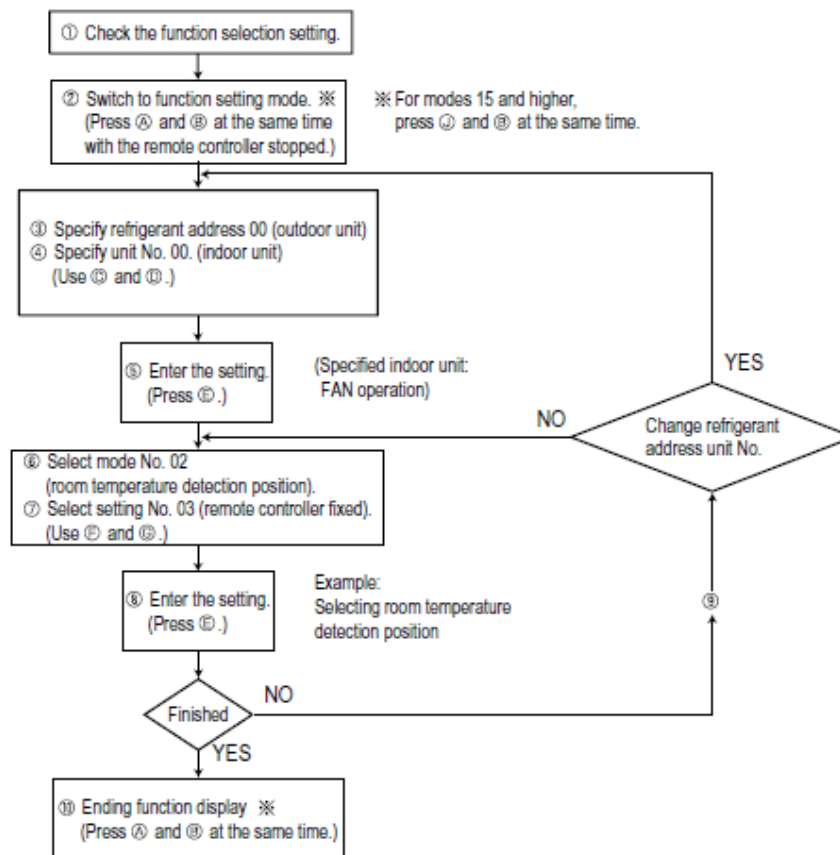 ① Check the function selection setting.
② Switch to function setting mode. ※
(Press Ⓐ and Ⓑ at the same time
with the remote controller stopped.)
※ For modes 15 and higher,
press Ⓙ and Ⓑ at the same time.
③ Specify refrigerant address 00 (outdoor unit)
④ Specify unit No. 00. (indoor unit)
(Use Ⓒ and Ⓓ.)
⑤ Enter the setting.
(Press Ⓔ.)
(Specified indoor unit:
FAN operation)
YES
NO
Change refrigerant
address unit No.
⑥ Select mode No. 02
(room temperature detection position).
⑦ Select setting No. 03 (remote controller fixed).
(Use Ⓕ and Ⓖ.)
⑧ Enter the setting.
(Press Ⓔ.)
Example:
Selecting room temperature
detection position
⑨
Finished
NO
YES
⑩ Ending function display ※
(Press Ⓐ and Ⓑ at the same time.)